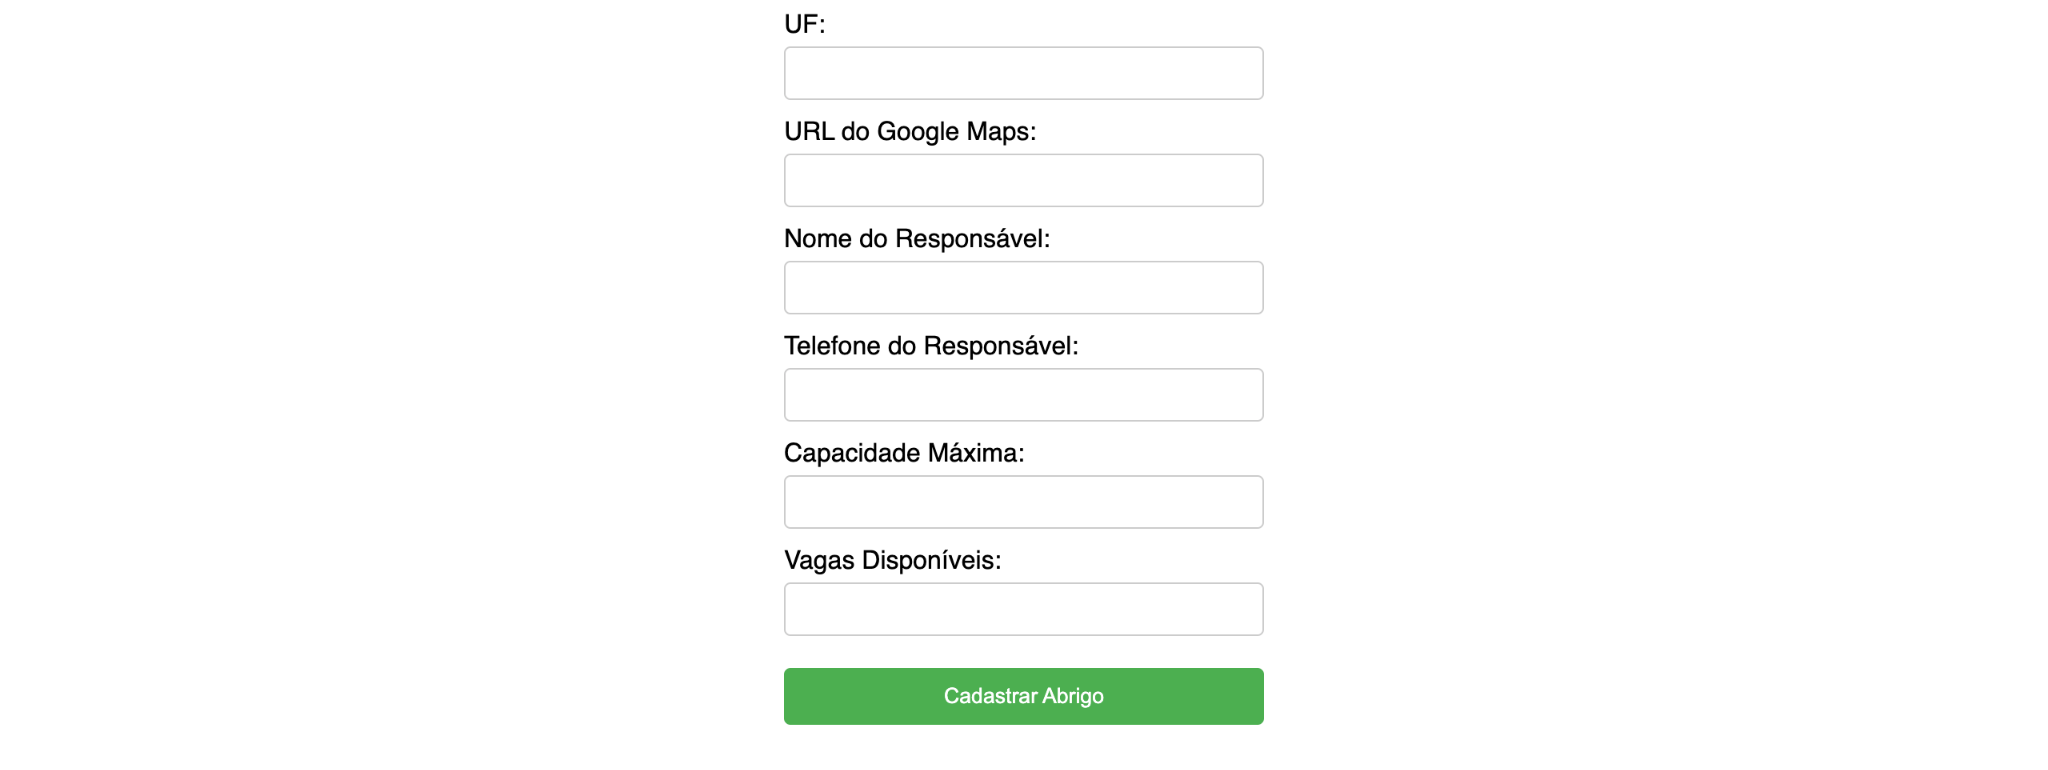 UF:
URL do Google Maps:
Nome do Responsável:
Telefone do Responsável:
Capacidade Máxima:
Vagas Disponíveis:
Cadastrar Abrigo